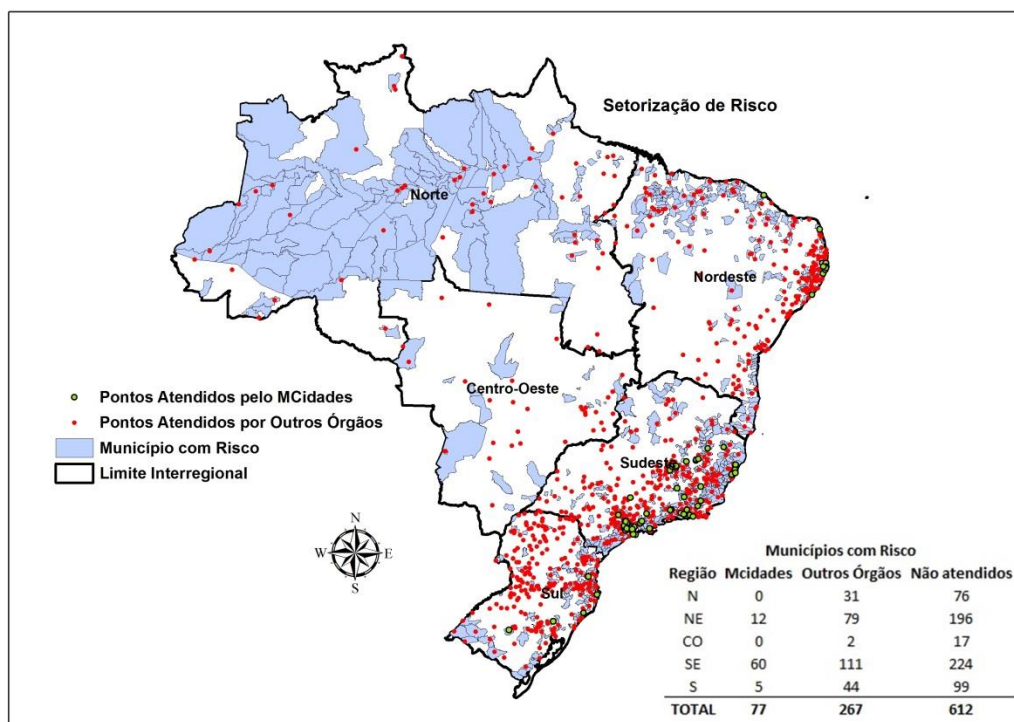 Setorização de Risco
Norte
Nordeste
Centro-Oeste
Sudeste
Sul
Pontos Atendidos pelo MCidades
Pontos Atendidos por Outros Órgãos
Município com Risco
Limite Interregional
N
W E
S
Municípios com Risco
Região Mcidades Outros Órgãos Não atendidos
N 0 31 76
NE 12 79 196
CO 0 2 17
SE 60 111 224
S 5 44 99
TOTAL 77 267 612